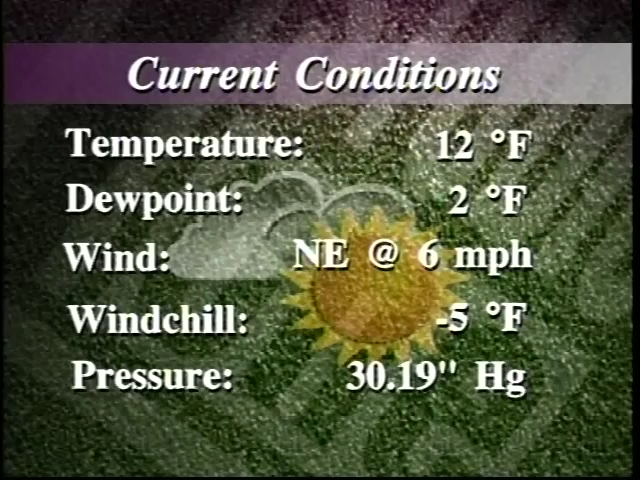 Current Conditions
Temperature: 12 °F
Dewpoint: 2 °F
Wind: NE @ 6 mph
Windchill: -5 °F
Pressure: 30.19" Hg